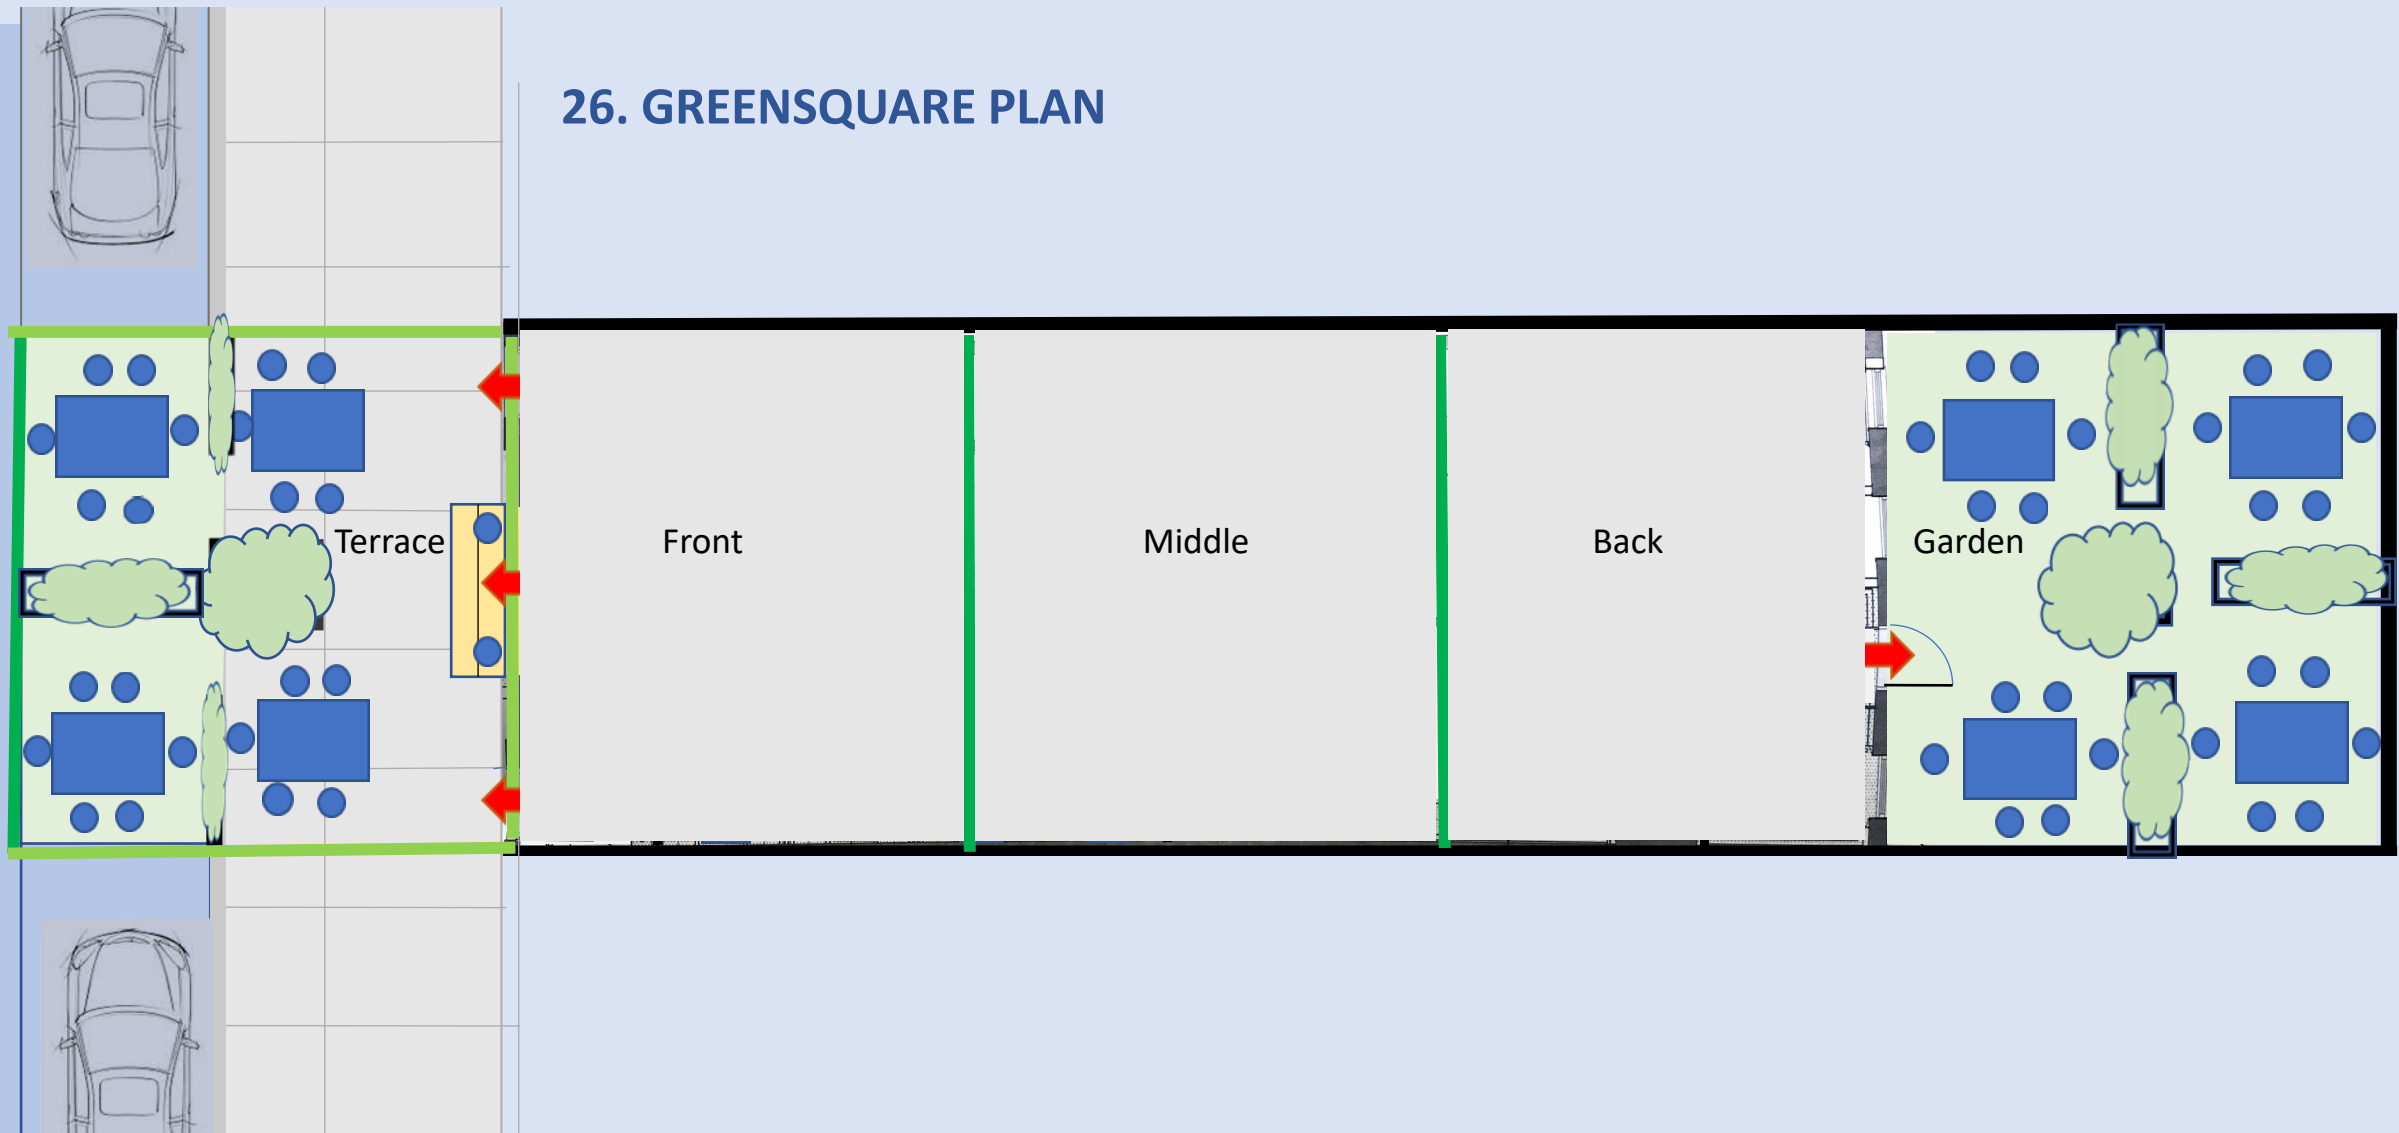 26. GREENSQUARE PLAN
Terrace
Front
Middle
Back
Garden